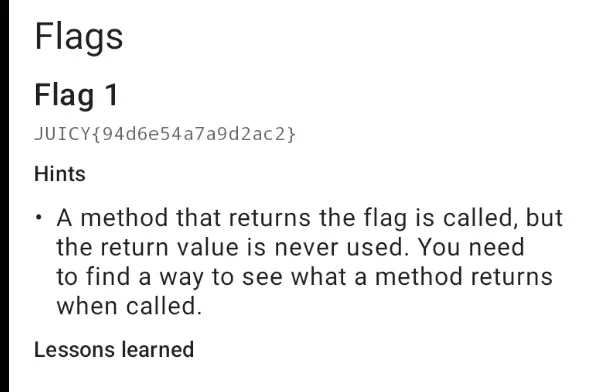 Flags
Flag 1
JUICY{94d6e54a7a9d2ac2}
Hints
• A method that returns the flag is called, but
the return value is never used. You need
to find a way to see what a method returns
when called.
Lessons learned